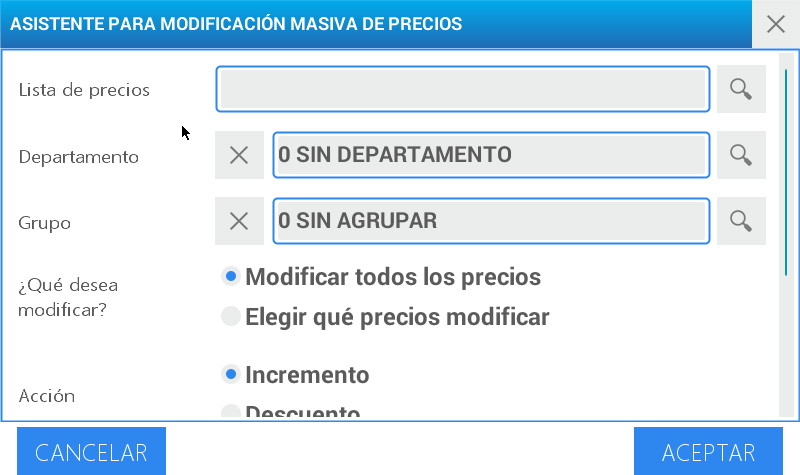 ASISTENTE PARA MODIFICACIÓN MASIVA DE PRECIOS
Lista de precios
Departamento
0 SIN DEPARTAMENTO
Grupo
0 SIN AGRUPAR
¿Qué desea
modificar?
Modificar todos los precios
Elegir qué precios modificar
Acción
Incremento
Descuento
CANCELAR
ACEPTAR